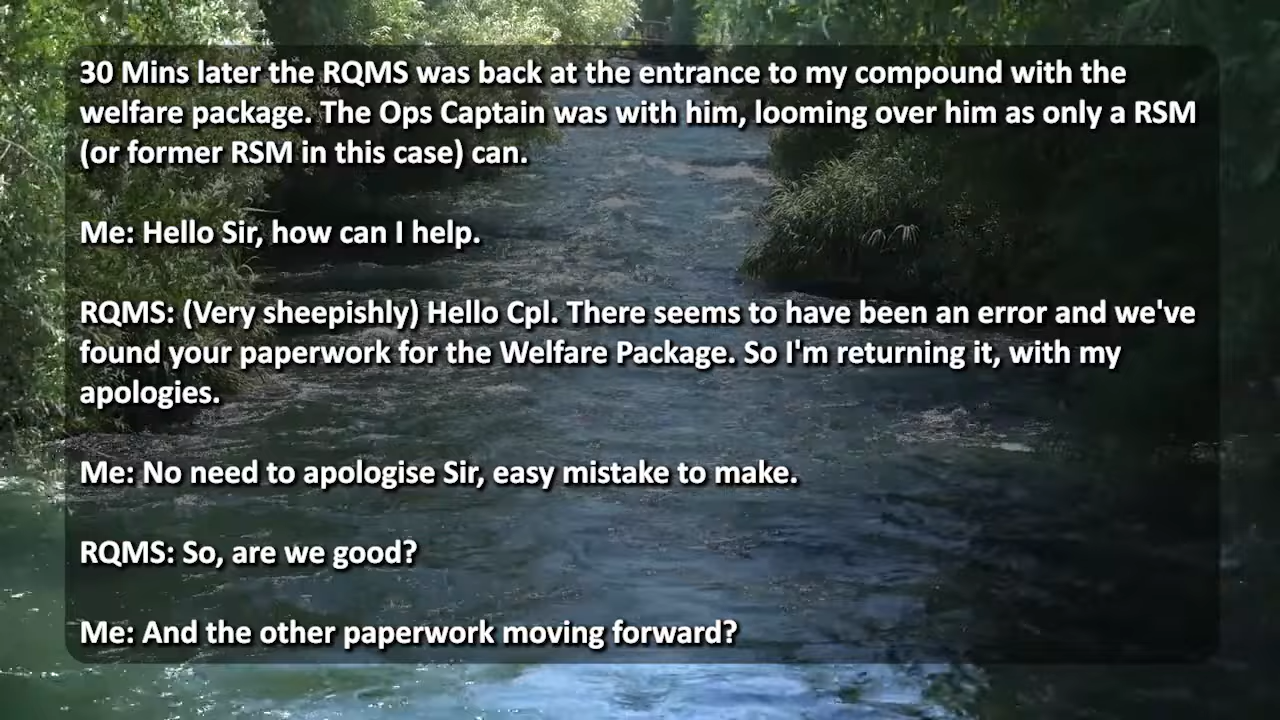 30 Mins later the RQMS was back at the entrance to my compound with the
welfare package. The Ops Captain was with him, looming over him as only a RSM
(or former RSM in this case) can.
Me: Hello Sir, how can I help.
RQMS: (Very sheepishly) Hello Cpl. There seems to have been an error and we've
found your paperwork for the Welfare Package. So I'm returning it, with my
apologies.
Me: No need to apologise Sir, easy mistake to make.
RQMS: So, are we good?
Me: And the other paperwork moving forward?